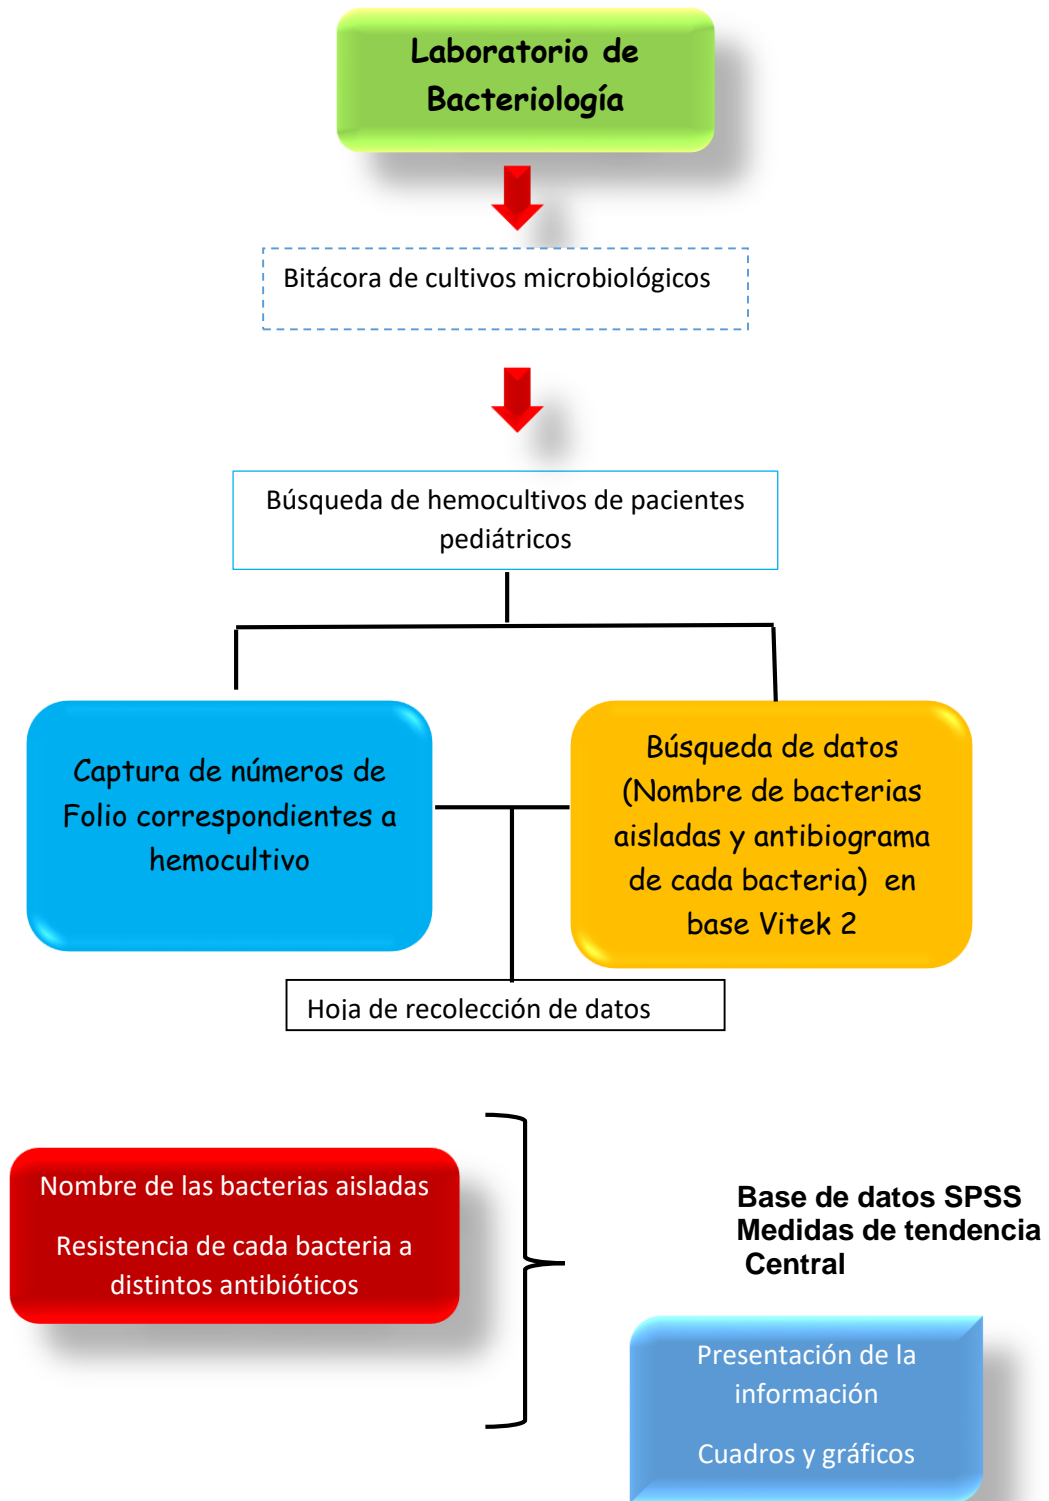 Laboratorio de
Bacteriología
Bitácora de cultivos microbiológicos
Búsqueda de hemocultivos de pacientes
pediátricos
Captura de números de
Folio correspondientes a
hemocultivo
Búsqueda de datos
(Nombre de bacterias
aisladas y antibiograma
de cada bacteria) en
base Vitek 2
Hoja de recolección de datos
Nombre de las bacterias aisladas
Resistencia de cada bacteria a
distintos antibióticos
Base de datos SPSS
Medidas de tendencia
Central
Presentación de la
información
Cuadros y gráficos